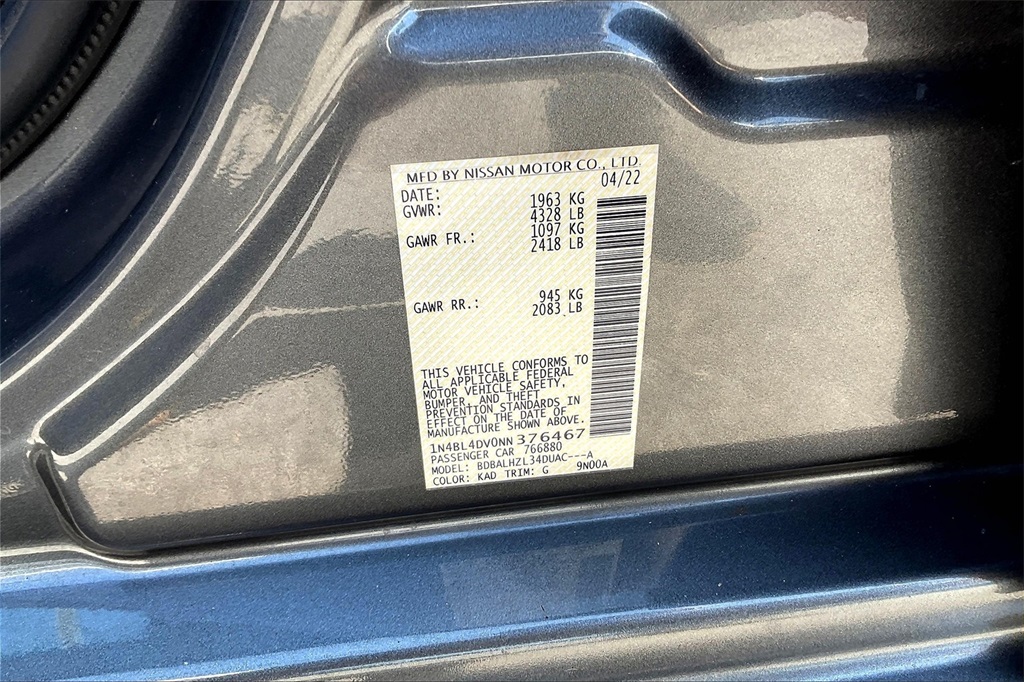 MFD BY NISSAN MOTOR CO., LTD.
DATE: 04/22
GVWR: 1963 KG
4328 LB
GAWR FR.: 1097 KG
2418 LB
GAWR RR.: 945 KG
2083 LB
THIS VEHICLE CONFORMS TO
ALL APPLICABLE FEDERAL
MOTOR VEHICLE SAFETY,
BUMPER, AND THEFT
PREVENTION STANDARDS IN
EFFECT ON THE DATE OF
MANUFACTURE SHOWN ABOVE.
1N4BL4DV0NN376467
PASSENGER CAR 766880
MODEL: BDBALHZL34DUAC---A
COLOR: KAD TRIM: G 9N00A